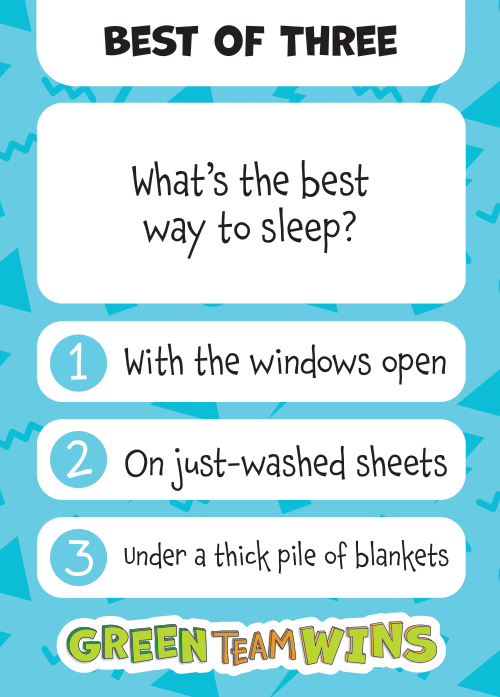 BEST OF THREE
What's the best
way to sleep?
1 With the windows open
2 On just-washed sheets
3 Under a thick pile of blankets
GREEN TEAM WINS